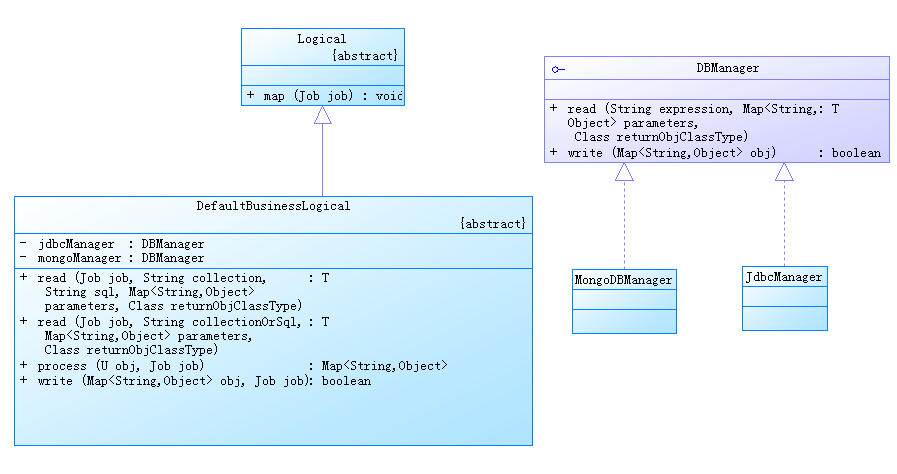 Logical
{abstract}
+ map (Job job) : void
DBManager
+ read (String expression, Map<String, : T
Object> parameters,
Class returnObjClassType)
+ write (Map<String,Object> obj) : boolean
DefaultBusinessLogical
{abstract}
- jdbcManager : DBManager
- mongoManager : DBManager
+ read (Job job, String collection, : T
String sql, Map<String,Object>
parameters, Class returnObjClassType)
+ read (Job job, String collectionOrSql, : T
Map<String,Object> parameters,
Class returnObjClassType)
+ process (U obj, Job job) : Map<String,Object>
+ write (Map<String,Object> obj, Job job) : boolean
MongoDBManager
JdbcManager